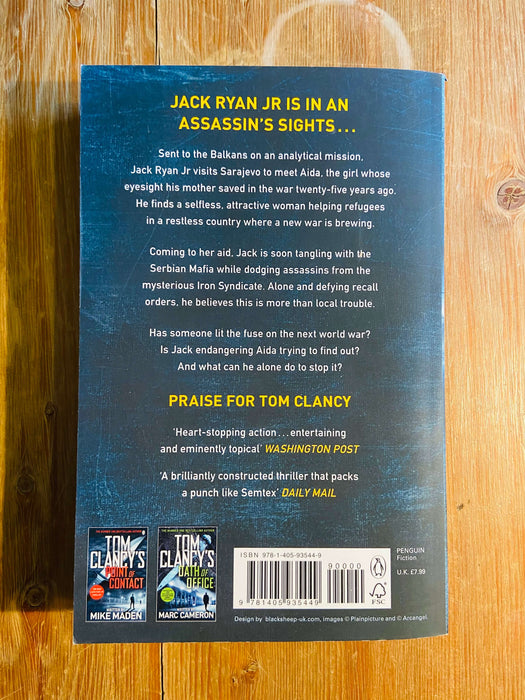 JACK RYAN JR IS IN AN
ASSASSIN'S SIGHTS...
Sent to the Balkans on an analytical mission,
Jack Ryan Jr visits Sarajevo to meet Aida, the girl whose
eyesight his mother saved in the war twenty-five years ago.
He finds a selfless, attractive woman helping refugees
in a restless country where a new war is brewing.
Coming to her aid, Jack is soon tangling with the
Serbian Mafia while dodging assassins from the
mysterious Iron Syndicate. Alone and defying recall
orders, he believes this is more than local trouble.
Has someone lit the fuse on the next world war?
Is Jack endangering Aida trying to find out?
And what can he alone do to stop it?
PRAISE FOR TOM CLANCY
'Heart-stopping action...entertaining
and eminently topical' WASHINGTON POST
'A brilliantly constructed thriller that packs
a punch like Semtex' DAILY MAIL
TOM
CLANCY'S
POINT OF
CONTACT
WRITTEN BY
MIKE MADEN
TOM
CLANCY'S
OATH OF
OFFICE
WRITTEN BY
MARC CAMERON
ISBN 978-1-405-93544-9
90000
9 781405 935449
FSC
PENGUIN
Fiction
U.K. £7.99
Design by blacksheep-uk.com, images © Plainpicture and © Arcangel.